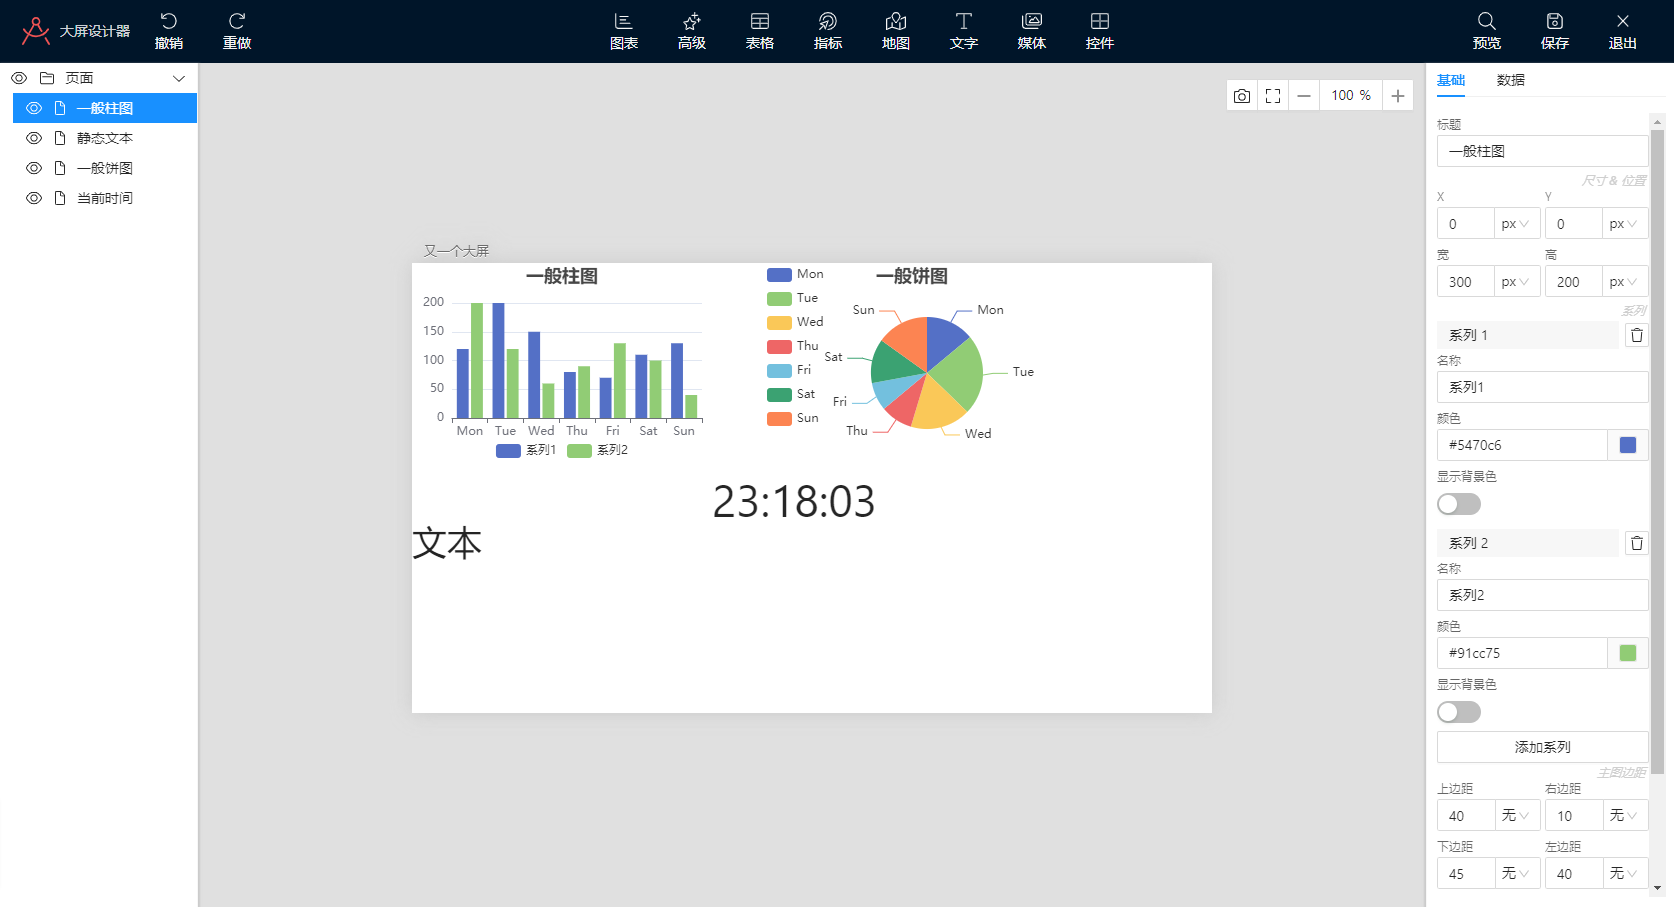 大屏设计器
撤销
重做
图表
高级
表格
指标
地图
文字
媒体
控件
预览
保存
退出
页面
一般柱图
静态文本
一般饼图
当前时间
100 %
又一个大屏
一般柱图
200
150
100
50
0
Mon Tue Wed Thu Fri Sat Sun
系列1 系列2
Mon
Tue
Wed
Thu
Fri
Sat
Sun
一般饼图
Sun Mon
Sat Tue
Fri
Thu Wed
23:18:03
文本
基础 数据
标题
一般柱图
尺寸 & 位置
X Y
0 px 0 px
宽 高
300 px 200 px
系列
系列 1
名称
系列1
颜色
#5470c6
显示背景色
系列 2
名称
系列2
颜色
#91cc75
显示背景色
添加系列
主图边距
上边距 右边距
40 无 10 无
下边距 左边距
45 无 40 无